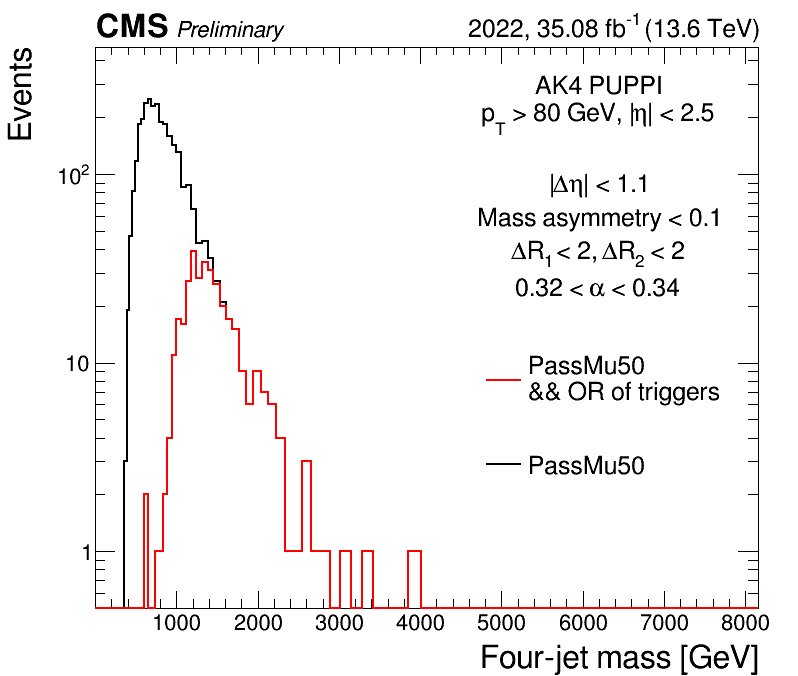 CMS Preliminary 2022, 35.08 fb⁻¹ (13.6 TeV)
Events
AK4 PUPPI
p_T > 80 GeV, |η| < 2.5
|Δη| < 1.1
Mass asymmetry < 0.1
ΔR₁ < 2, ΔR₂ < 2
0.32 < α < 0.34
PassMu50
&& OR of triggers
PassMu50
10²
10
1
1000 2000 3000 4000 5000 6000 7000 8000
Four-jet mass [GeV]